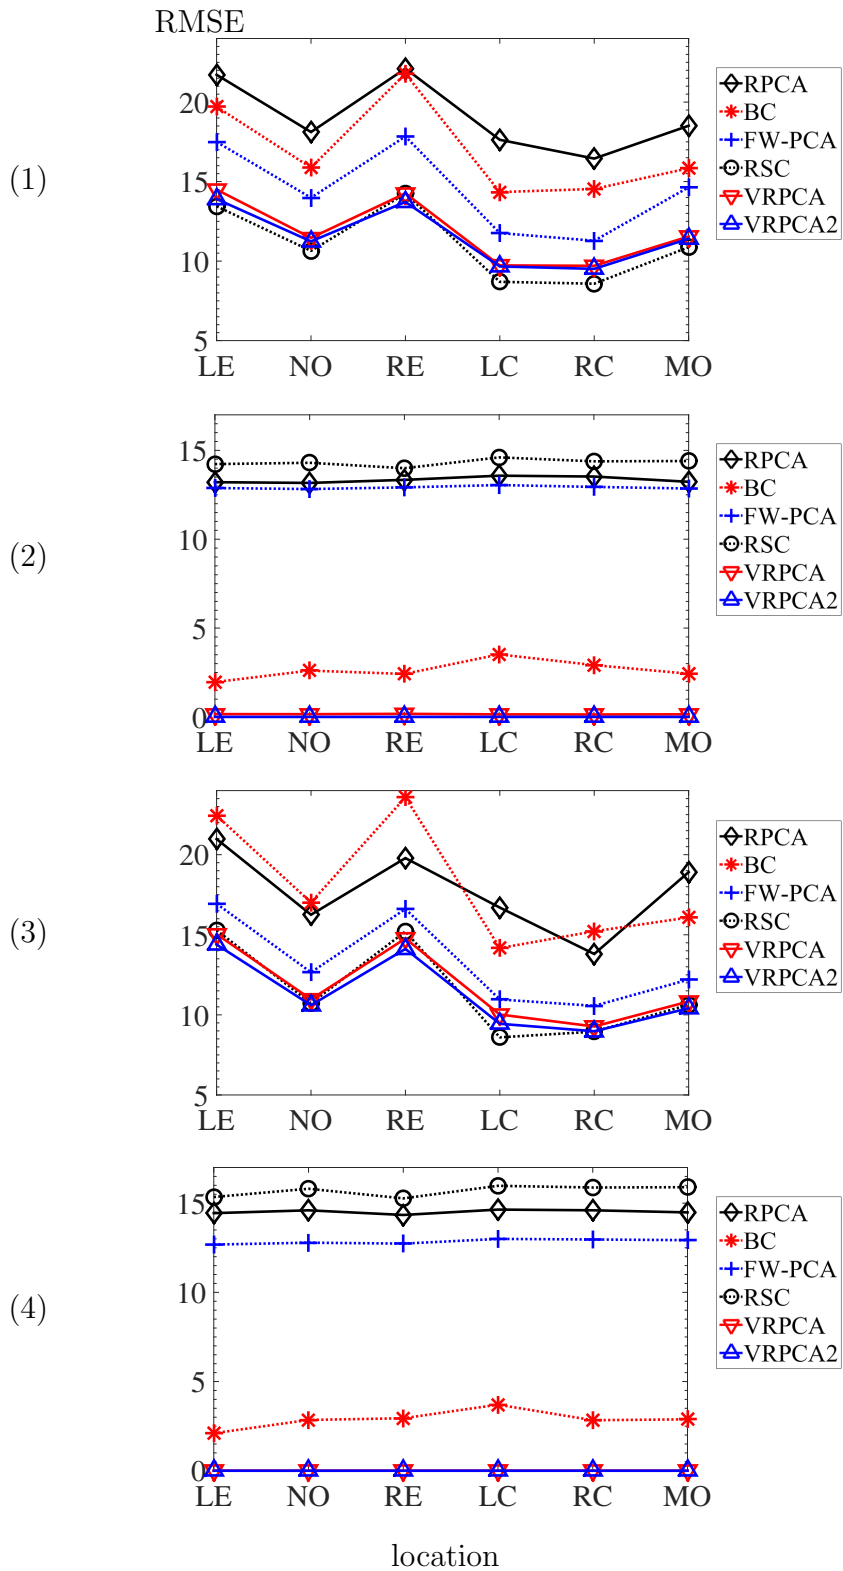 RMSE
(1)
20
15
10
5
LE NO RE LC RC MO
RPCA
BC
FW-PCA
RSC
VRPCA
VRPCA2
(2)
15
10
5
0
LE NO RE LC RC MO
RPCA
BC
FW-PCA
RSC
VRPCA
VRPCA2
(3)
20
15
10
5
LE NO RE LC RC MO
RPCA
BC
FW-PCA
RSC
VRPCA
VRPCA2
(4)
15
10
5
0
LE NO RE LC RC MO
RPCA
BC
FW-PCA
RSC
VRPCA
VRPCA2
location